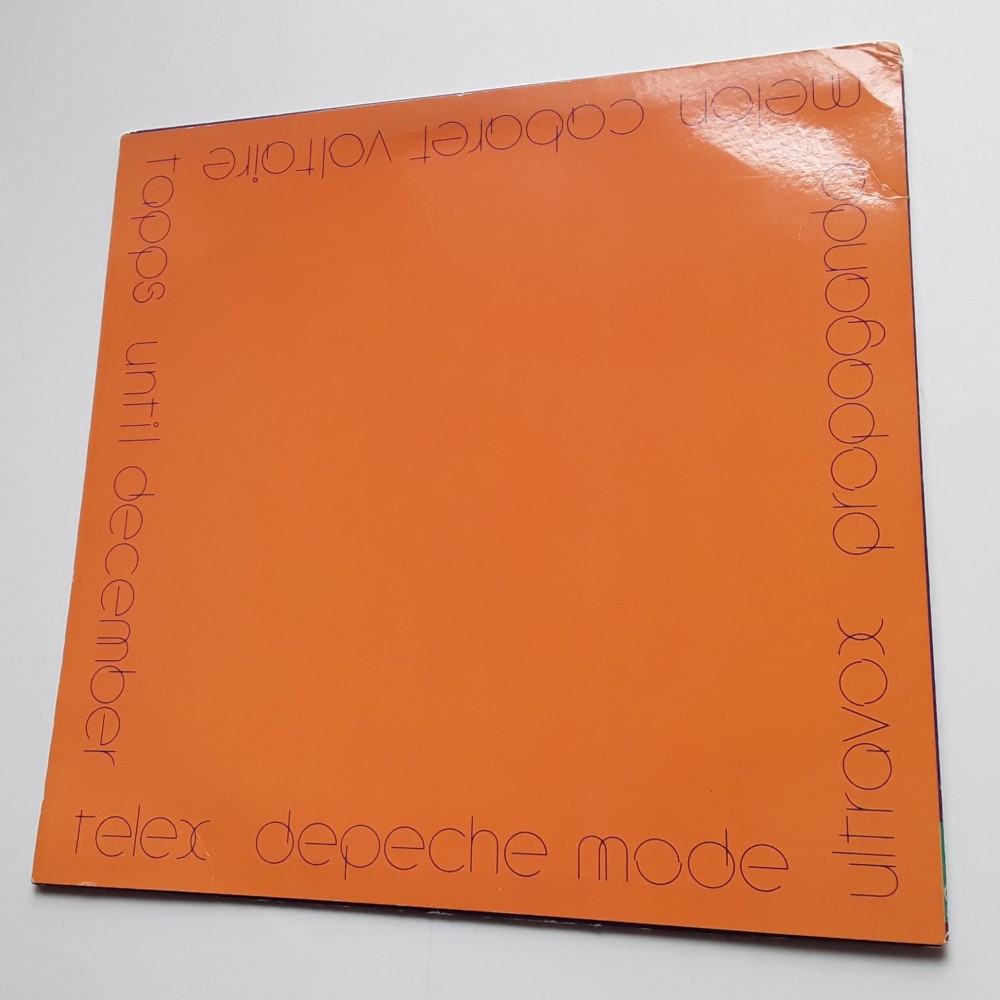 telex depeche mode
ultravox propaganda
melon cabaret voltaire
tapps until december